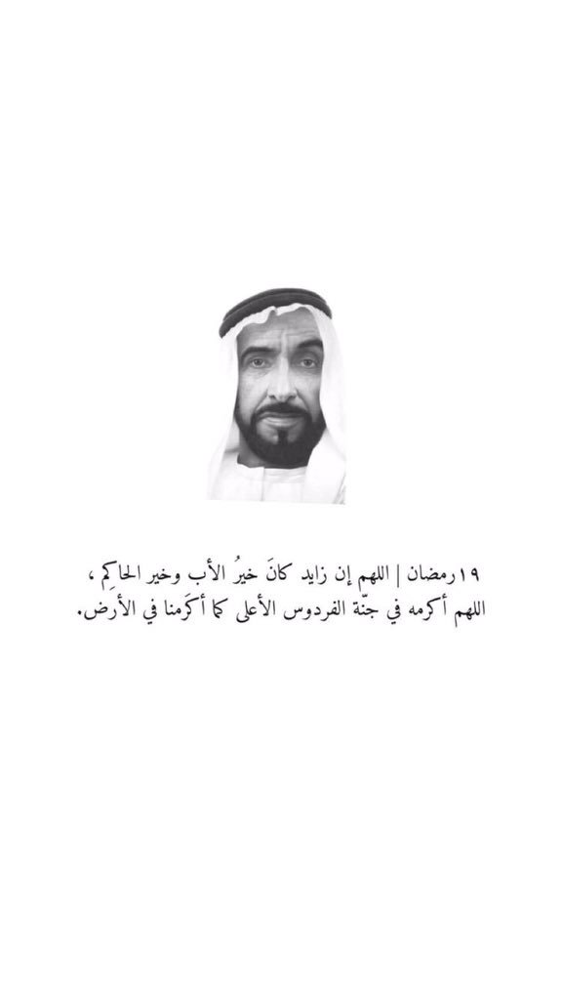 ١٩رمضان | اللهم إن زايد كانَ خيرُ الأب وخير الحاكِم ،
اللهم أكرمه في جنّة الفردوس الأعلى كما أكرَمنا في الأرض.